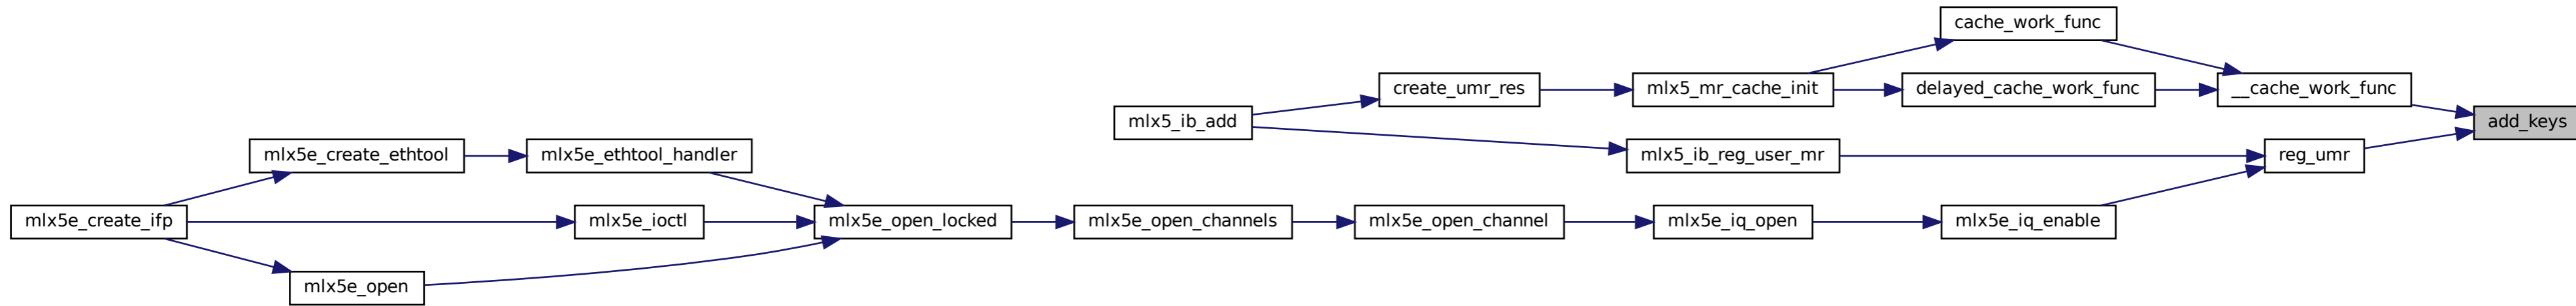 cache_work_func
create_umr_res
mlx5_mr_cache_init
delayed_cache_work_func
__cache_work_func
mlx5_ib_add
add_keys
mlx5e_create_ethtool
mlx5e_ethtool_handler
mlx5_ib_reg_user_mr
reg_umr
mlx5e_create_ifp
mlx5e_ioctl
mlx5e_open_locked
mlx5e_open_channels
mlx5e_open_channel
mlx5e_iq_open
mlx5e_iq_enable
mlx5e_open